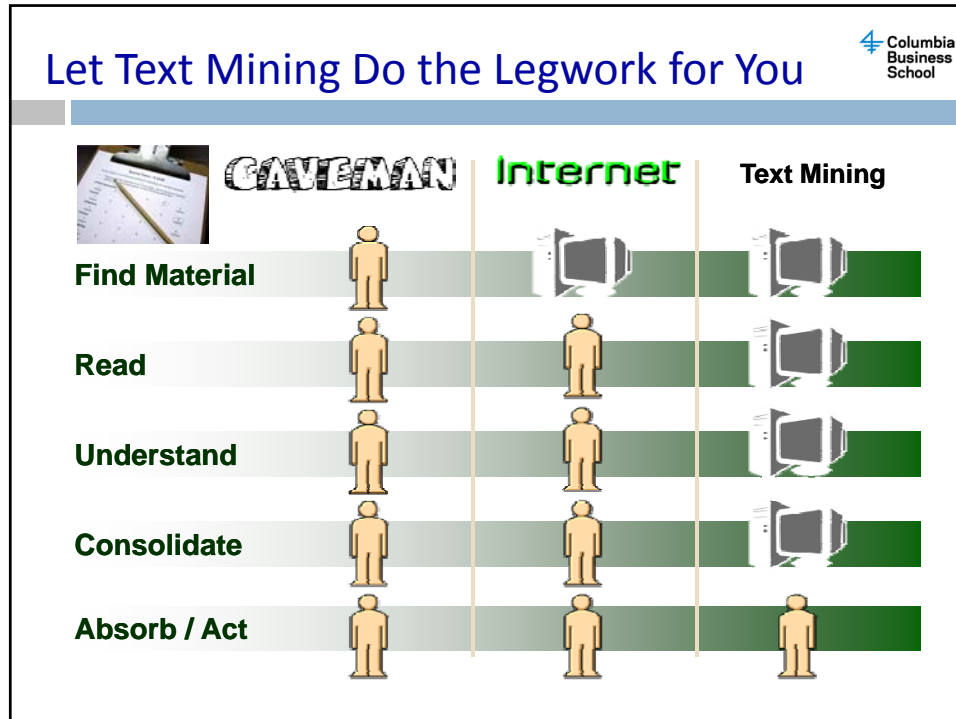 Let Text Mining Do the Legwork for You
Columbia
Business
School
CAVEMAN
Internet
Text Mining
Find Material
Read
Understand
Consolidate
Absorb / Act